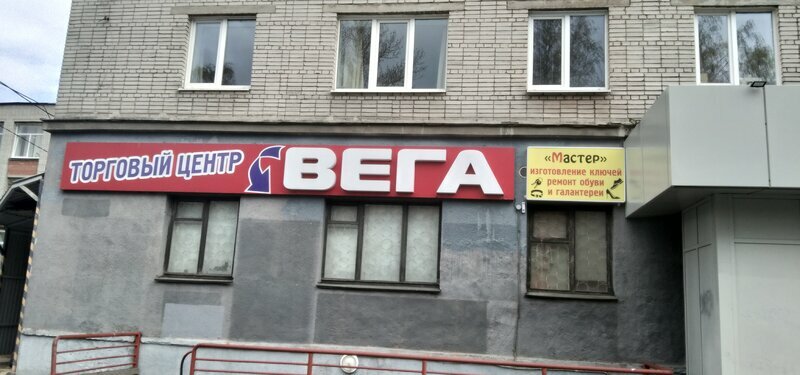 ТОРГОВЫЙ ЦЕНТР ВЕГА
«Мастер»
изготовление ключей
ремонт обуви
и галантереи